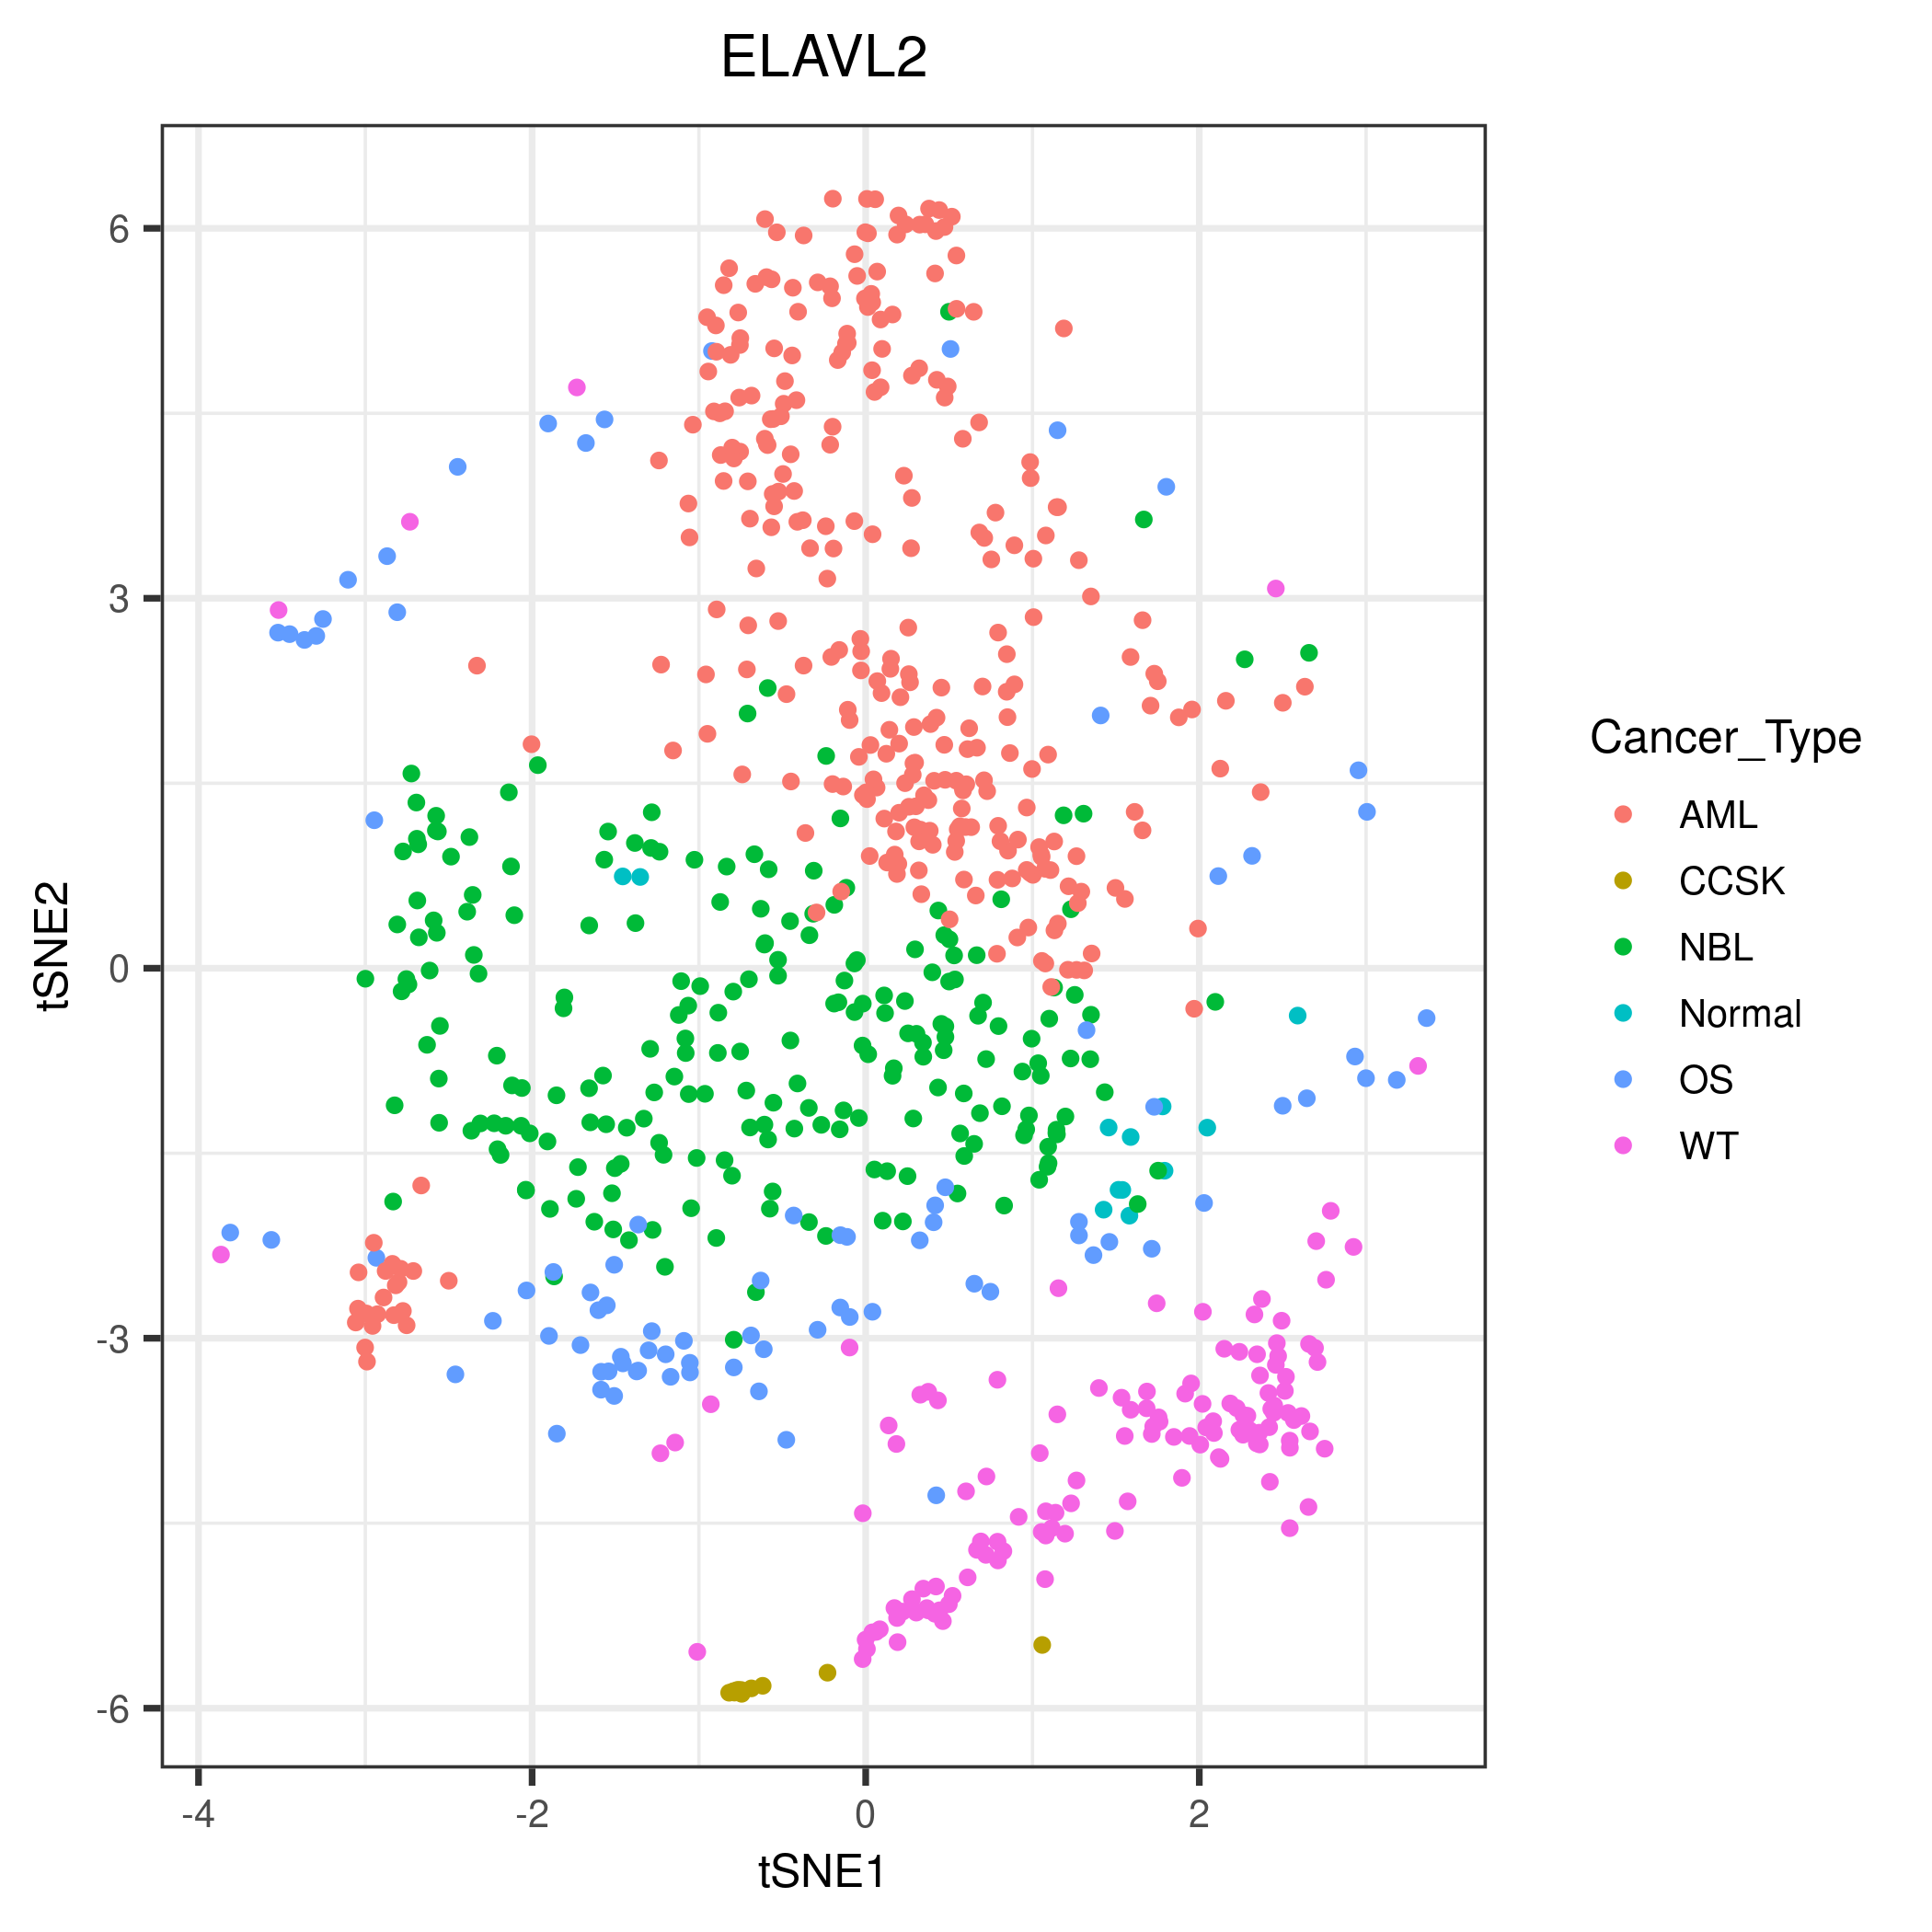 ELAVL2
6
3
0
-3
-6
tSNE2
-4
-2
0
2
tSNE1
Cancer_Type
AML
CCSK
NBL
Normal
OS
WT